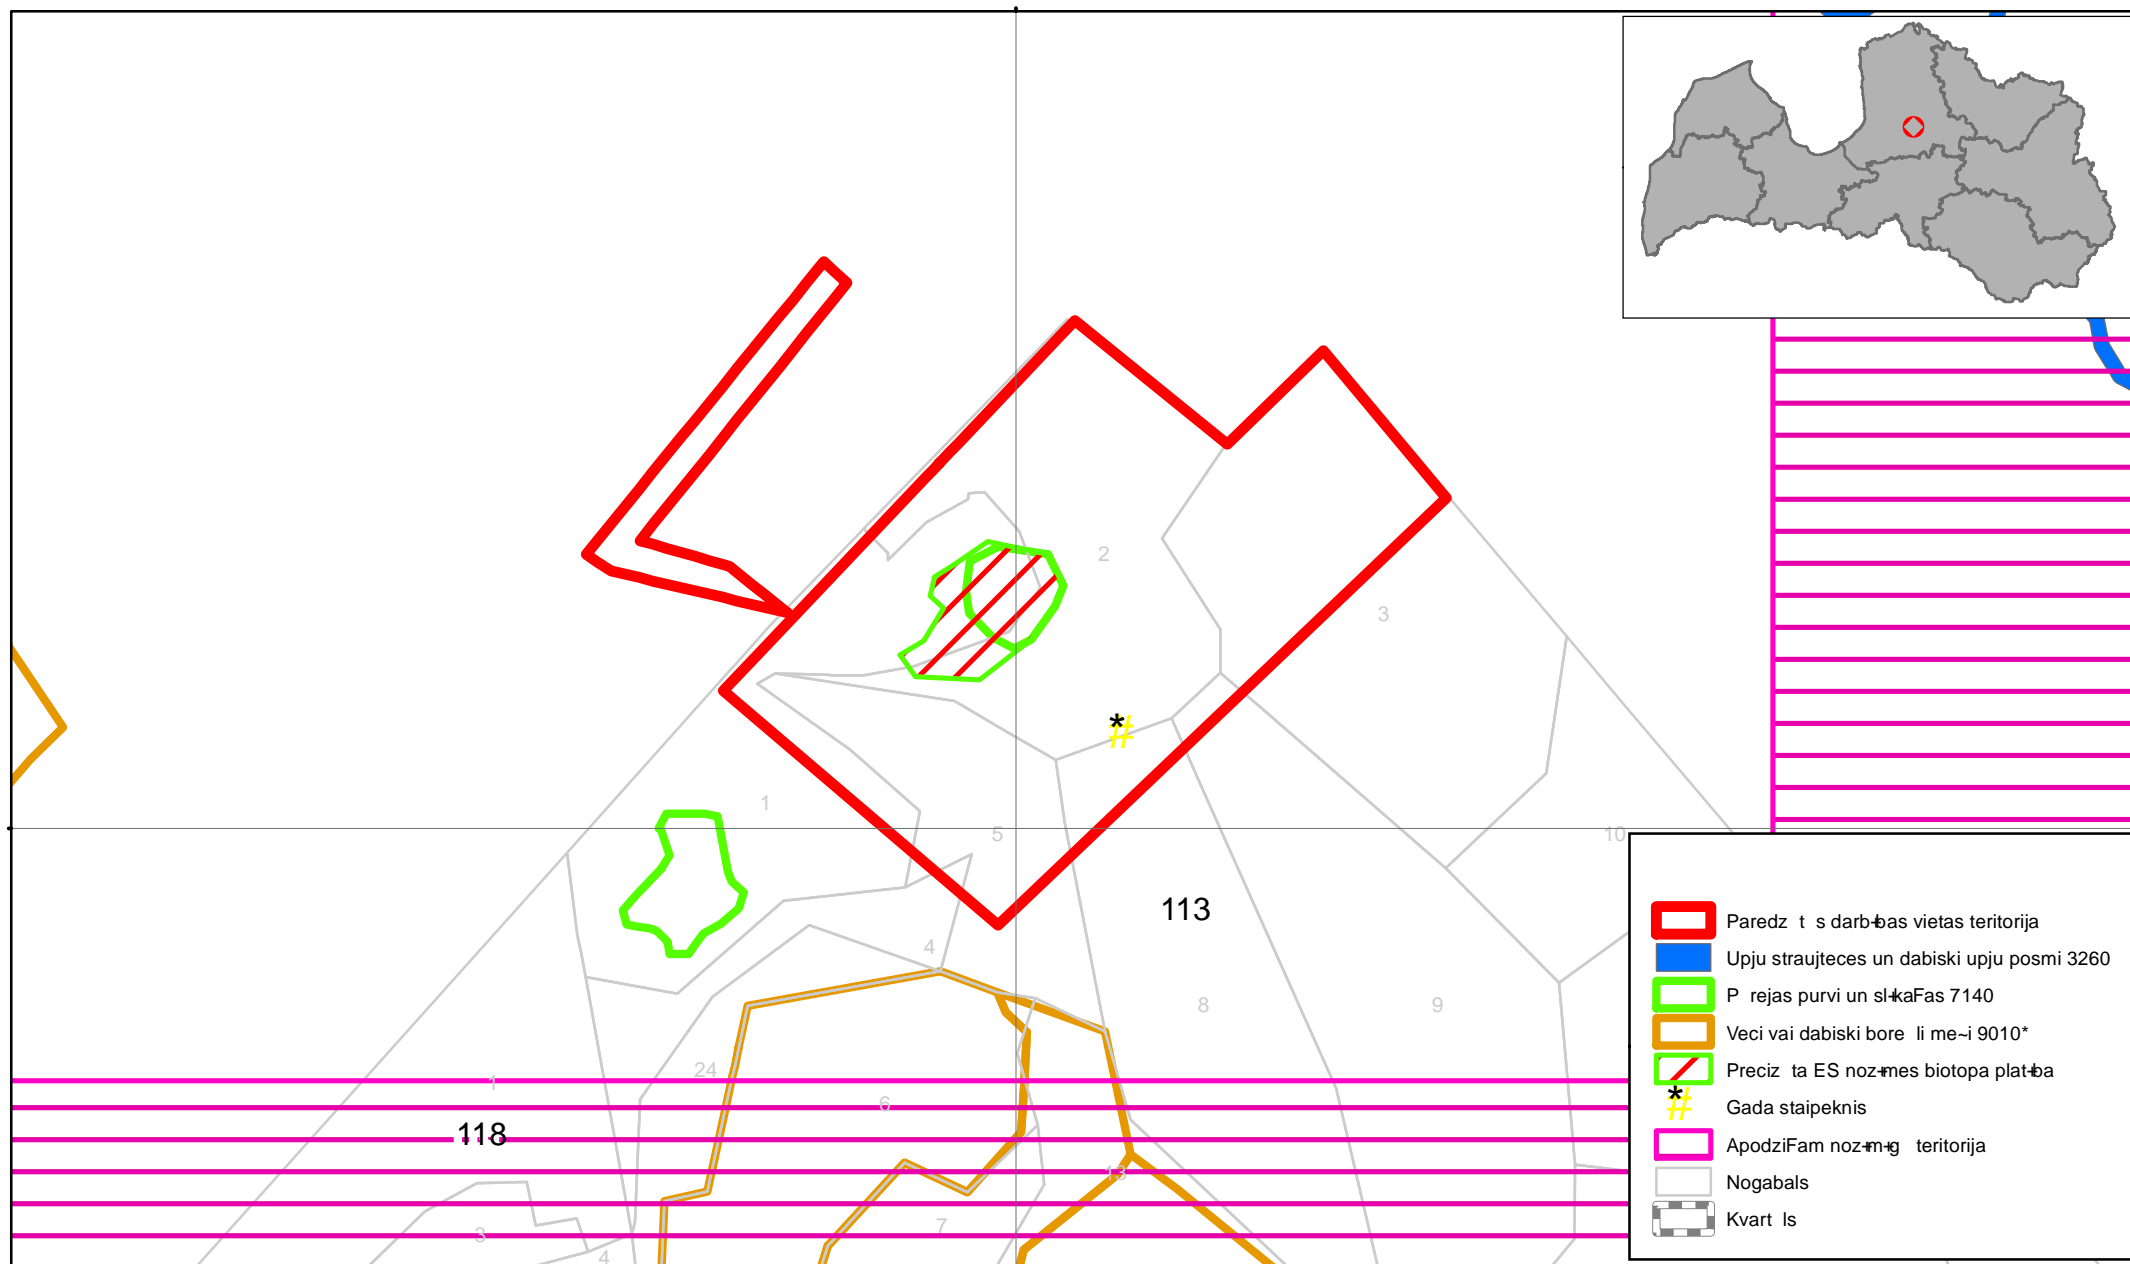 2
3
1
5
10
113
4
8
9
24
1
6
118
13
3
7
4
Paredz t s darb‡bas vietas teritorija
Upju straujteces un dabiski upju posmi 3260
P rejas purvi un sl‡kaFas 7140
Veci vai dabiski bore li me~i 9010*
Preciz ta ES noz‡mes biotopa plat‡ba
*# Gada staipeknis
ApodziFam noz‡m‡g teritorija
Nogabals
Kvart ls